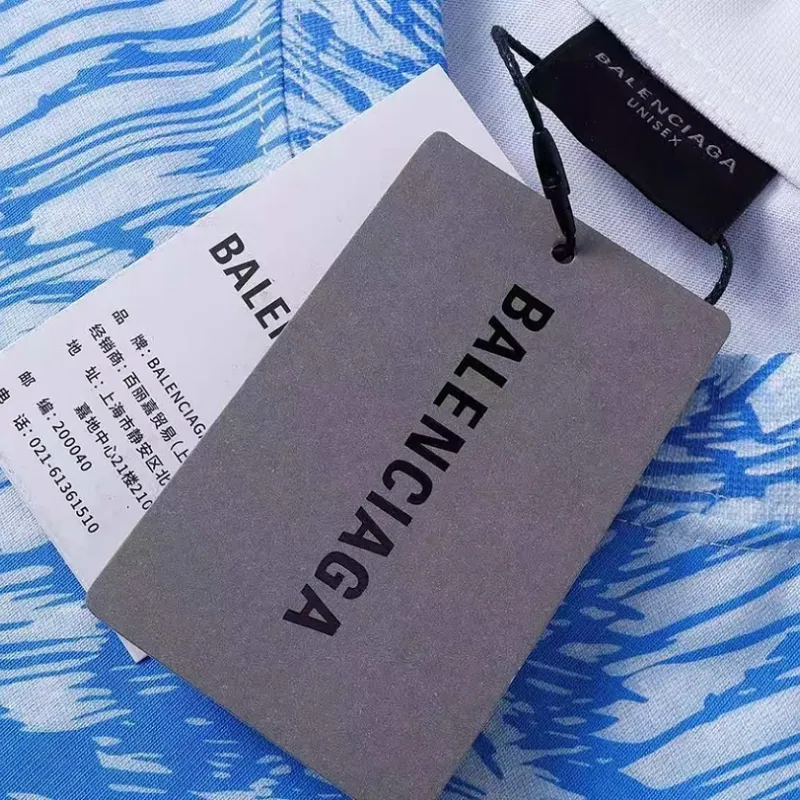 BALENCIAGA
UNISEX
BALENCIAGA
BALEN
品 牌: BALENCIAGA
经销商: 百丽嘉贸易(上
地 址: 上海市静安区北
嘉地中心21楼210
邮 编: 200040
电 话: 021-61361510